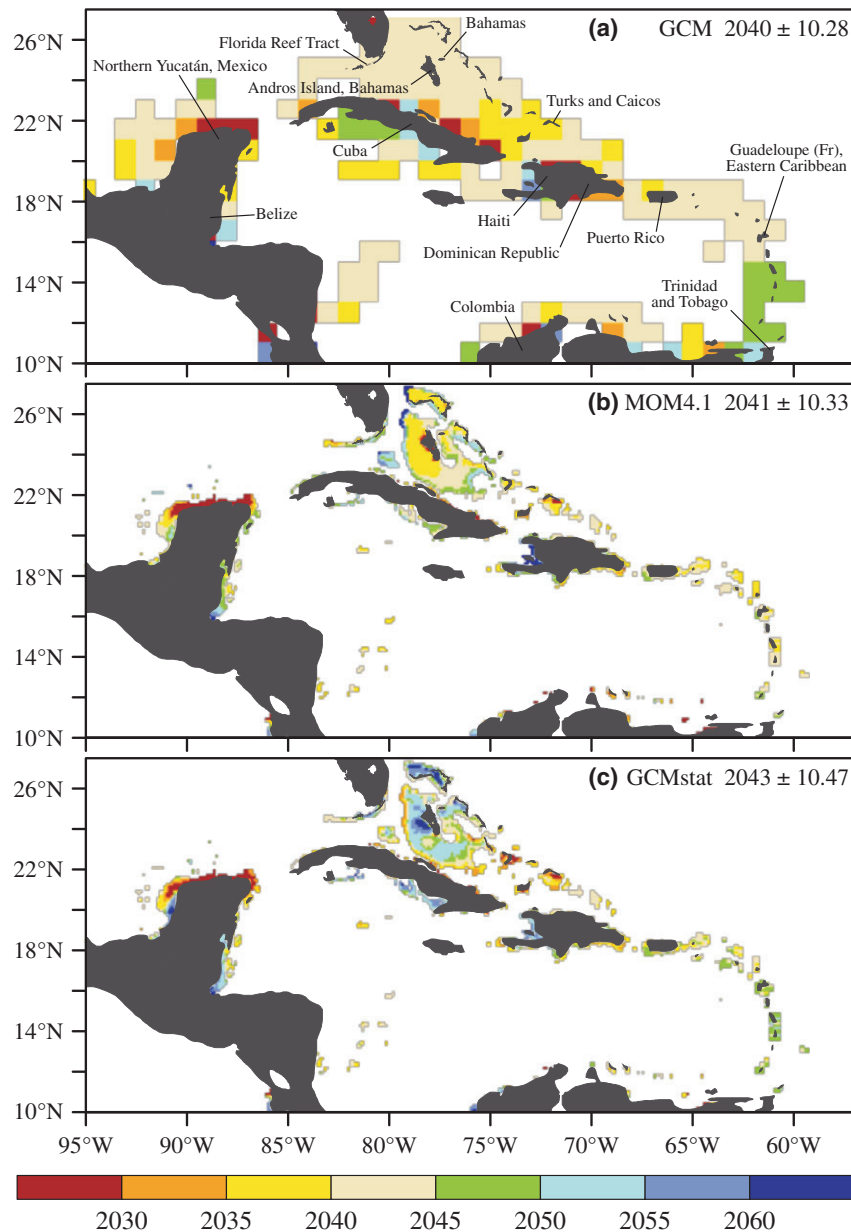 26°N
22°N
18°N
14°N
10°N
(a) GCM 2040 ± 10.28
Bahamas
Florida Reef Tract
Northern Yucatán, Mexico
Andros Island, Bahamas
Turks and Caicos
Cuba
Guadeloupe (Fr),
Eastern Caribbean
Belize
Haiti
Dominican Republic
Puerto Rico
Colombia
Trinidad
and Tobago
26°N
22°N
18°N
14°N
10°N
(b) MOM4.1 2041 ± 10.33
26°N
22°N
18°N
14°N
10°N
(c) GCMstat 2043 ± 10.47
95°W 90°W 85°W 80°W 75°W 70°W 65°W 60°W
2030 2035 2040 2045 2050 2055 2060